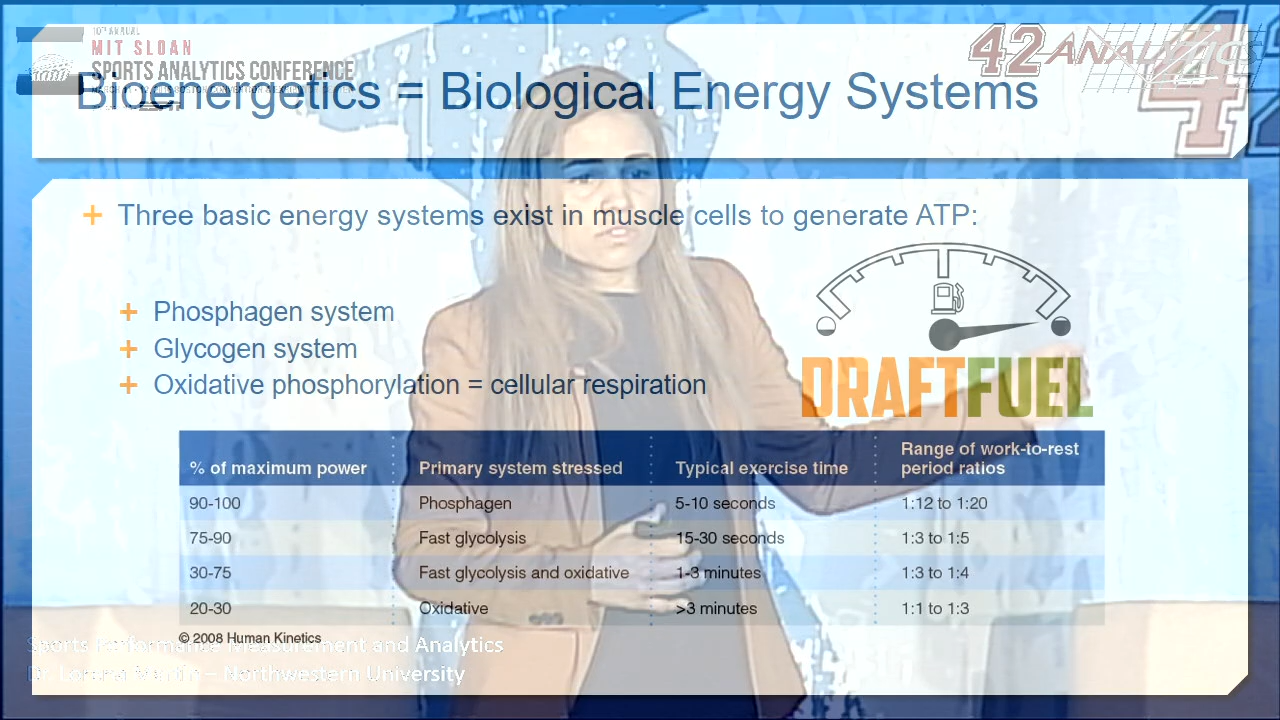 10TH ANNUAL
MIT SLOAN
SPORTS ANALYTICS CONFERENCE
42 ANALYTICS
42
Bioenergetics = Biological Energy Systems
+ Three basic energy systems exist in muscle cells to generate ATP:
+ Phosphagen system
+ Glycogen system
+ Oxidative phosphorylation = cellular respiration
DRAFTFUEL
% of maximum power Primary system stressed Typical exercise time Range of work-to-rest period ratios
90-100 Phosphagen 5-10 seconds 1:12 to 1:20
75-90 Fast glycolysis 15-30 seconds 1:3 to 1:5
30-75 Fast glycolysis and oxidative 1-3 minutes 1:3 to 1:4
20-30 Oxidative >3 minutes 1:1 to 1:3
© 2008 Human Kinetics
Sports Performance Measurement and Analytics
Dr. Lorena Martin – Northwestern University